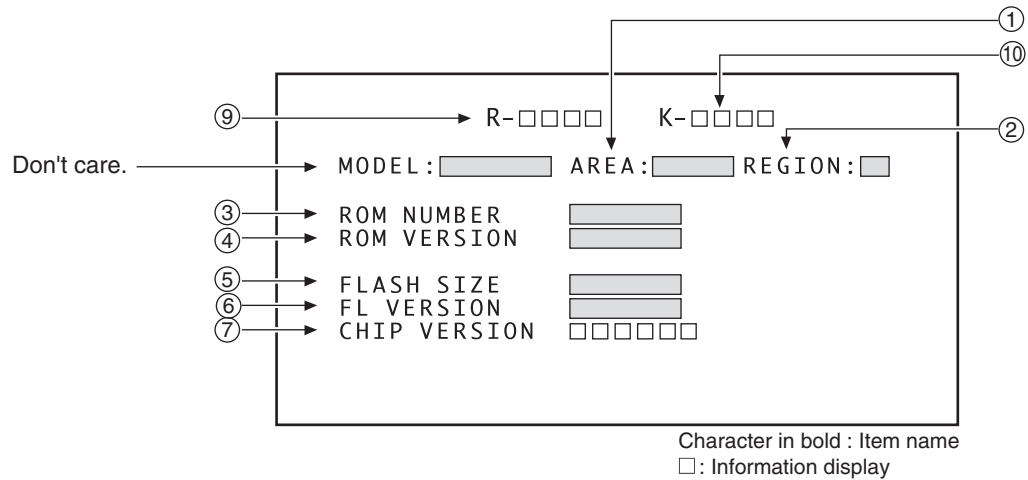 ①
⑩
⑨ R-□□□□ K-□□□□
②
Don't care. MODEL: AREA: REGION:
③ ROM NUMBER
④ ROM VERSION
⑤ FLASH SIZE
⑥ FL VERSION
⑦ CHIP VERSION □□□□□□
Character in bold : Item name
□: Information display